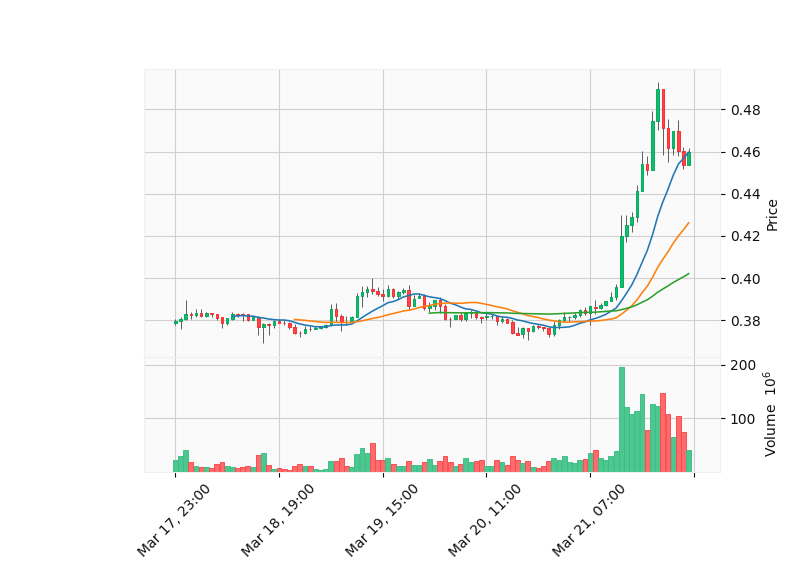 0.48
0.46
0.44
0.42
0.40
0.38
Price
200
100
Volume 10^6
Mar 17, 23:00
Mar 18, 19:00
Mar 19, 15:00
Mar 20, 11:00
Mar 21, 07:00